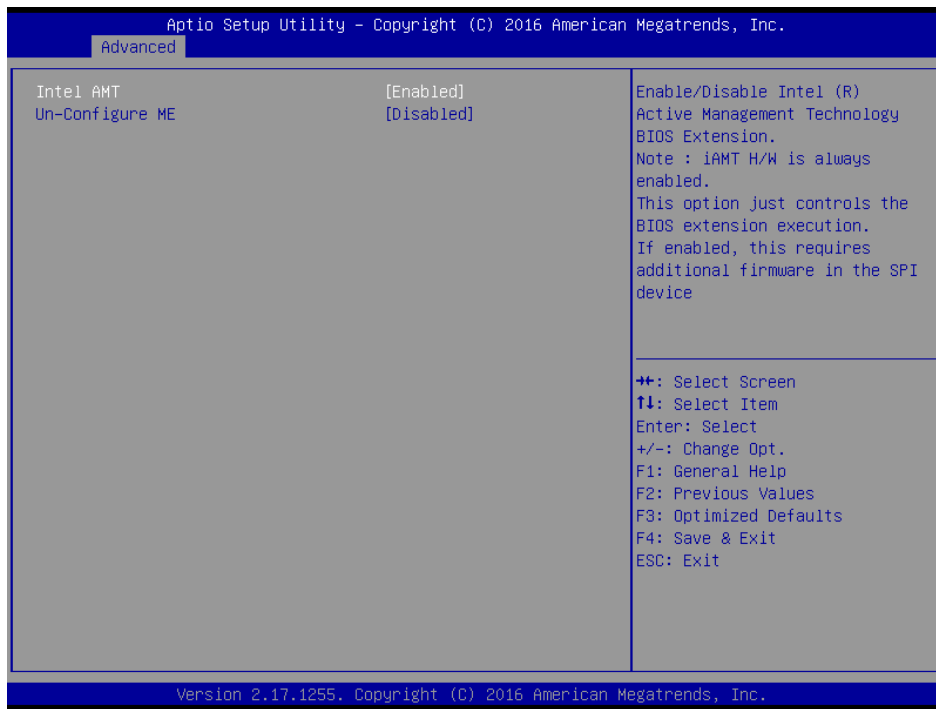 Aptio Setup Utility – Copyright (C) 2016 American Megatrends, Inc.
Advanced
Intel AMT [Enabled]
Un-Configure ME [Disabled]
Enable/Disable Intel (R)
Active Management Technology
BIOS Extension.
Note : iAMT H/W is always
enabled.
This option just controls the
BIOS extension execution.
If enabled, this requires
additional firmware in the SPI
device
→←: Select Screen
↑↓: Select Item
Enter: Select
+/-: Change Opt.
F1: General Help
F2: Previous Values
F3: Optimized Defaults
F4: Save & Exit
ESC: Exit
Version 2.17.1255. Copyright (C) 2016 American Megatrends, Inc.